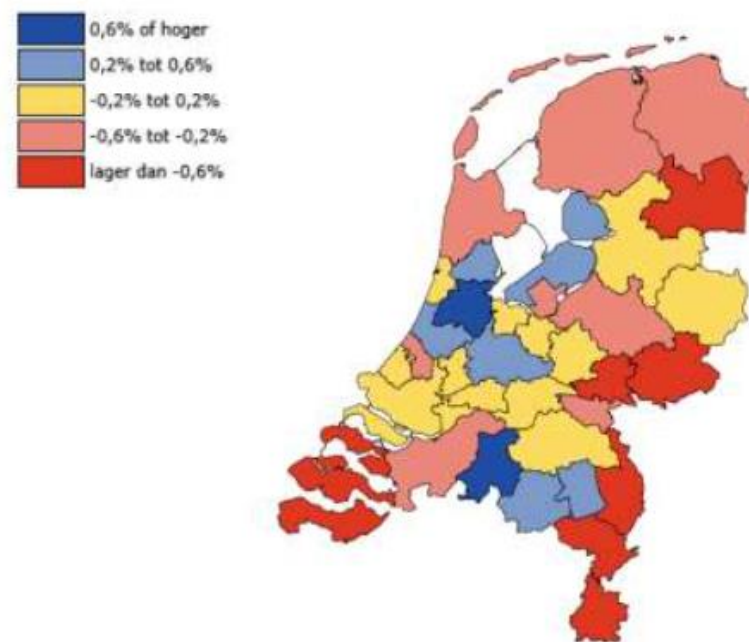 0,6% of hoger
0,2% tot 0,6%
-0,2% tot 0,2%
-0,6% tot -0,2%
lager dan -0,6%